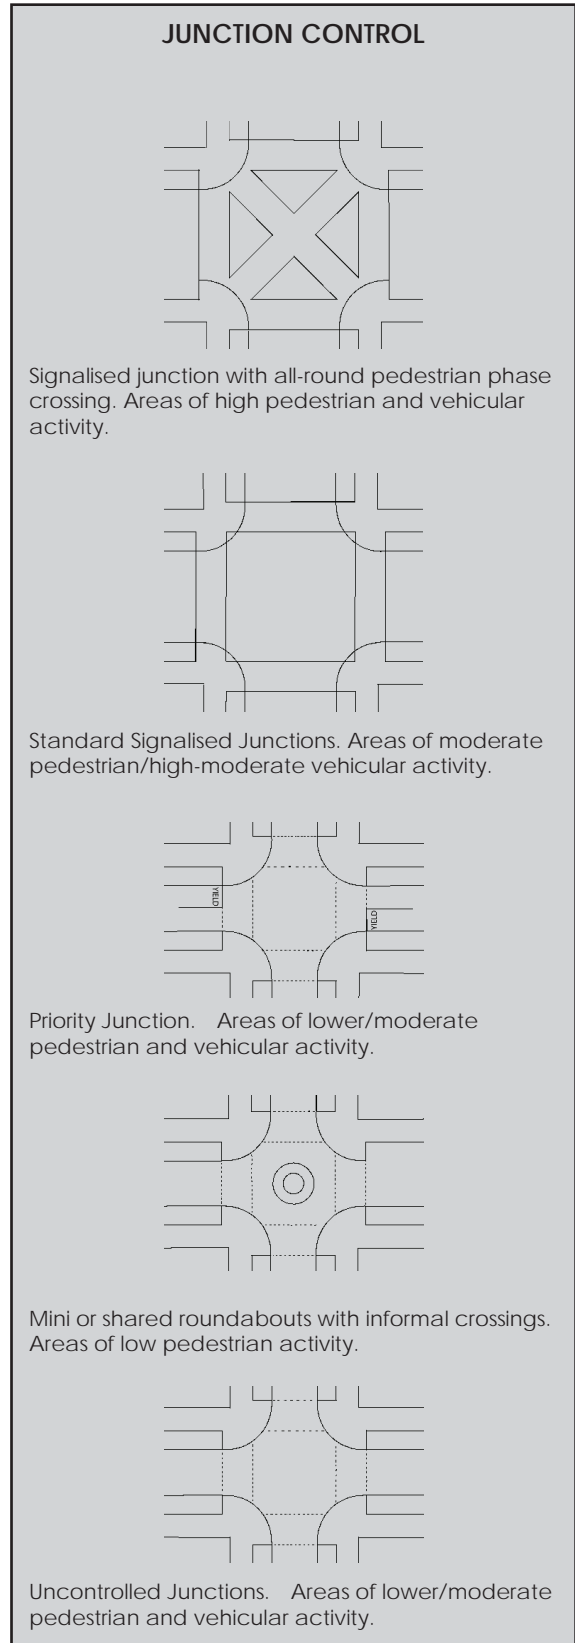 JUNCTION CONTROL
Signalised junction with all-round pedestrian phase
crossing. Areas of high pedestrian and vehicular
activity.
Standard Signalised Junctions. Areas of moderate
pedestrian/high-moderate vehicular activity.
YIELD
YIELD
Priority Junction. Areas of lower/moderate
pedestrian and vehicular activity.
Mini or shared roundabouts with informal crossings.
Areas of low pedestrian activity.
Uncontrolled Junctions. Areas of lower/moderate
pedestrian and vehicular activity.